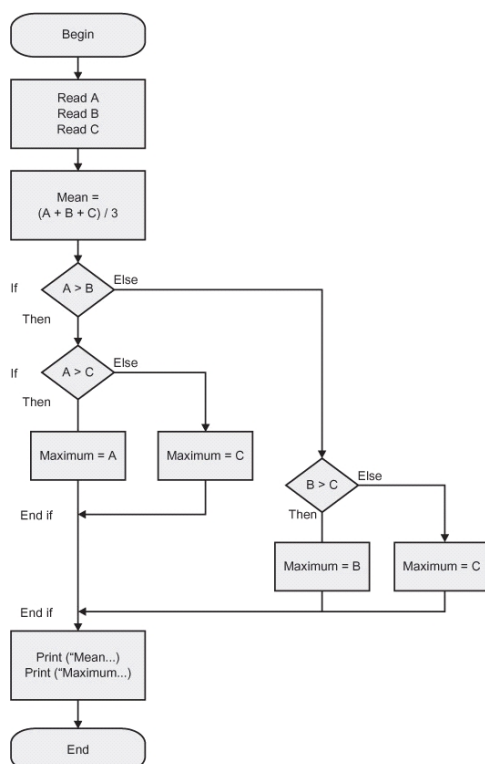 Begin
Read A
Read B
Read C
Mean =
(A + B + C) / 3
If
A > B
Else
Then
If
A > C
Else
Then
Maximum = A
Maximum = C
B > C
Else
Then
End if
Maximum = B
Maximum = C
End if
Print (“Mean...)
Print (“Maximum...)
End